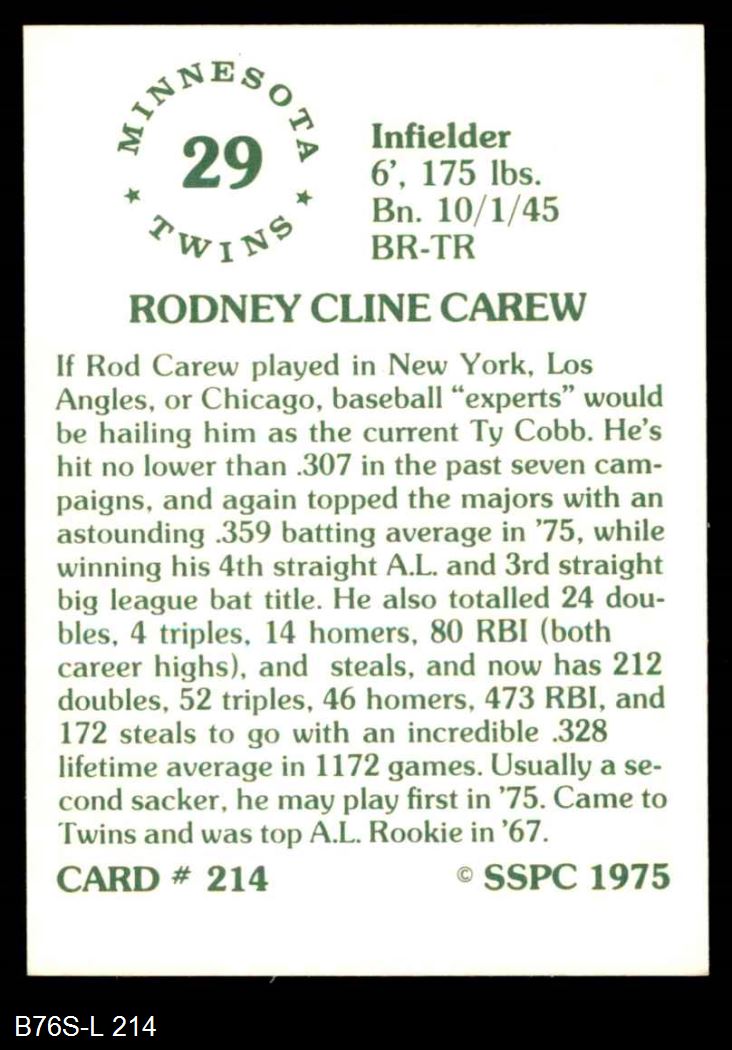 MINNESOTA
29
TWINS
Infielder
6', 175 lbs.
Bn. 10/1/45
BR-TR
RODNEY CLINE CAREW
If Rod Carew played in New York, Los
Angles, or Chicago, baseball “experts” would
be hailing him as the current Ty Cobb. He's
hit no lower than .307 in the past seven cam-
paigns, and again topped the majors with an
astounding .359 batting average in '75, while
winning his 4th straight A.L. and 3rd straight
big league bat title. He also totalled 24 dou-
bles, 4 triples, 14 homers, 80 RBI (both
career highs), and steals, and now has 212
doubles, 52 triples, 46 homers, 473 RBI, and
172 steals to go with an incredible .328
lifetime average in 1172 games. Usually a se-
cond sacker, he may play first in '75. Came to
Twins and was top A.L. Rookie in '67.
CARD # 214
© SSPC 1975
B76S-L 214